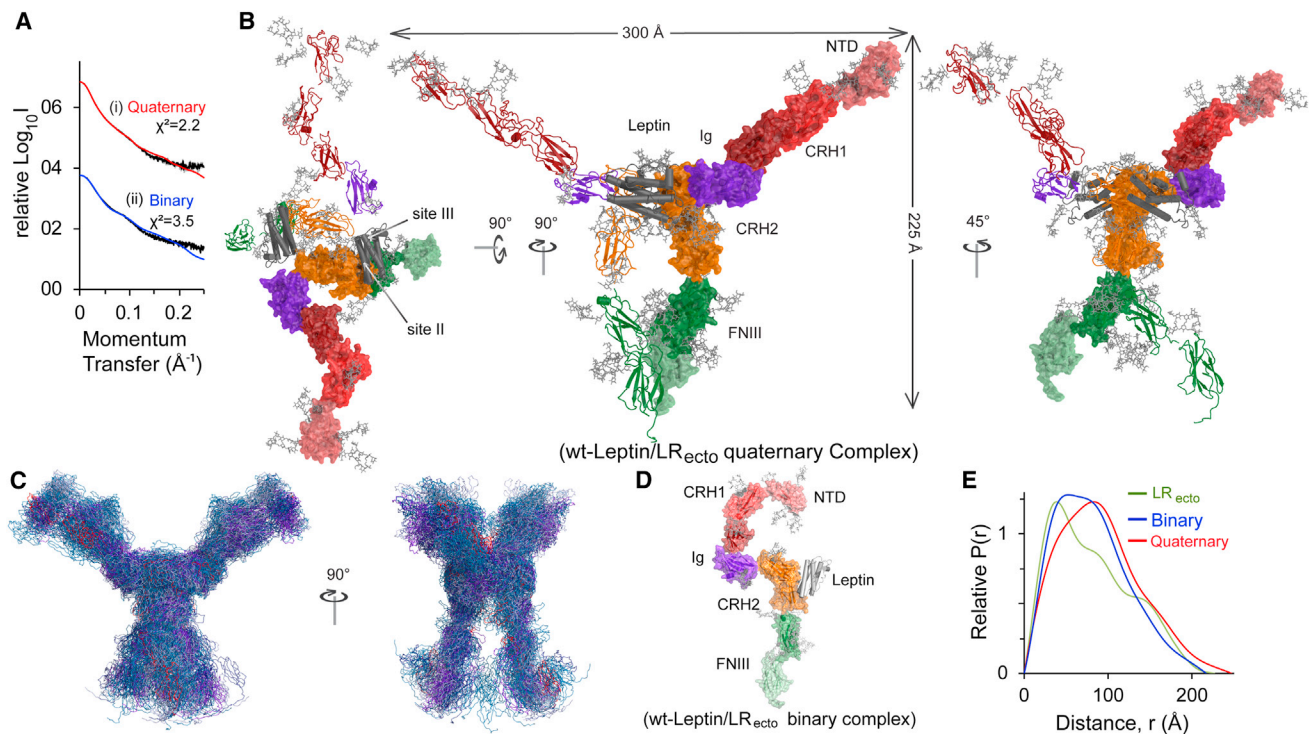 A
relative Log10 I
06
04
02
00
(i) Quaternary
χ²=2.2
(ii) Binary
χ²=3.5
0
0.1
0.2
Momentum
Transfer (Å-1)
B
300 Å
225 Å
site III
site II
90°
90°
Leptin
Ig
NTD
CRH1
CRH2
FNIII
45°
(wt-Leptin/LRecto quaternary Complex)
C
90°
D
CRH1
NTD
Ig
Leptin
CRH2
FNIII
(wt-Leptin/LRecto binary complex)
E
Relative P(r)
1
0
LR ecto
Binary
Quaternary
0
100
200
Distance, r (Å)